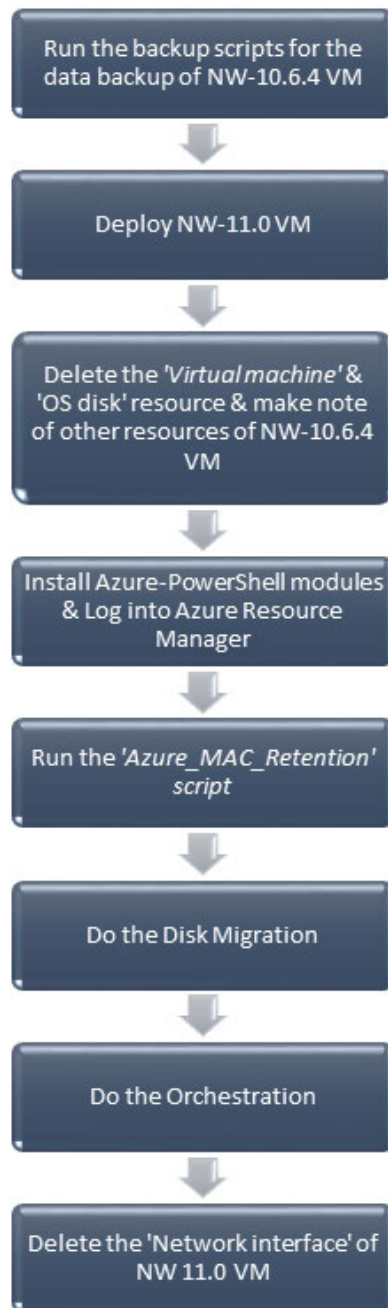 Run the backup scripts for the
data backup of NW-10.6.4 VM
Deploy NW-11.0 VM
Delete the 'Virtual machine' &
'OS disk' resource & make note
of other resources of NW-10.6.4
VM
Install Azure-PowerShell modules
& Log into Azure Resource
Manager
Run the 'Azure_MAC_Retention'
script
Do the Disk Migration
Do the Orchestration
Delete the 'Network interface' of
NW 11.0 VM